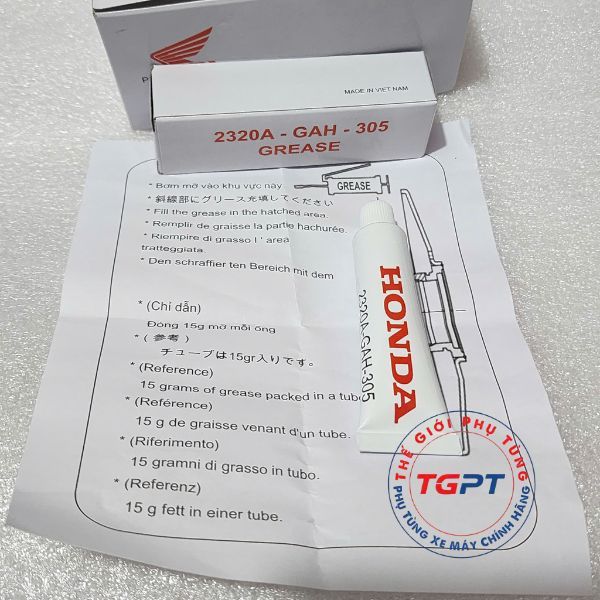 MADE IN VIET NAM
2320A - GAH - 305
GREASE
* Bơm mỡ vào khu vực này
GREASE
* 斜線部にグリース充填してください
* Fill the grease in the hatched area.
* Remplir de graisse la partie hachurée.
* Riempire di grasso l ' area
tratteggiata.
* Den schraffier ten Bereich mit dem
* (Chỉ dẫn)
Đóng 15g mỡ mỗi ống
* ( 参考 )
チューブは15gr入りです。
* (Reference)
15 grams of grease packed in a tube
* (Reférence)
15 g de graisse venant d'un tube.
* (Riferimento)
15 gramni di grasso in tubo.
* (Referenz)
15 g fett in einer tube.
HONDA
2320A-GAH-305
THẾ GIỚI PHỤ TÙNG
TGPT
PHỤ TÙNG XE MÁY CHÍNH HÃNG